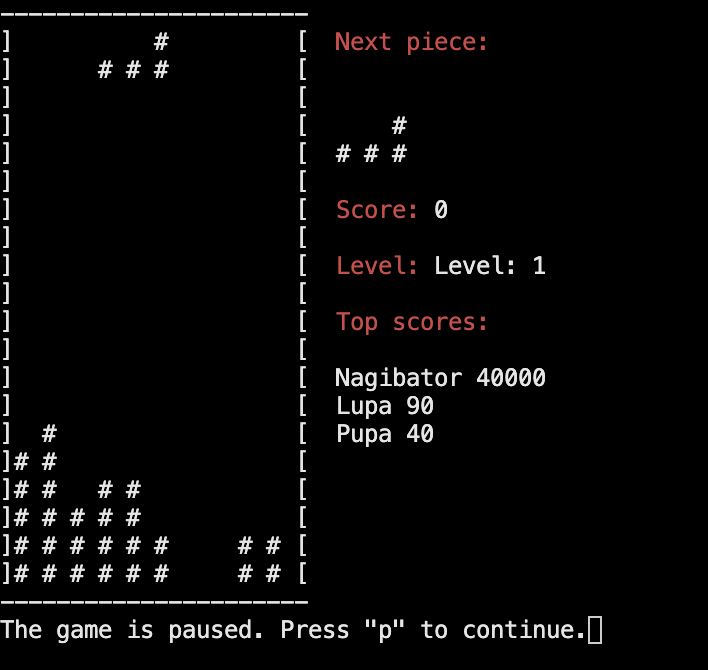 ----------------------
]          #         [  Next piece:
]      # # #         [
]                    [
]                    [      #
]                    [  # # #
]                    [
]                    [  Score: 0
]                    [
]                    [  Level: Level: 1
]                    [
]                    [  Top scores:
]                    [
]                    [  Nagibator 40000
]                    [  Lupa 90
]  #                 [  Pupa 40
]# #                 [
]# #   # #           [
]# # # # #           [
]# # # # # #     # # [
]# # # # # #     # # [
----------------------
The game is paused. Press "p" to continue.